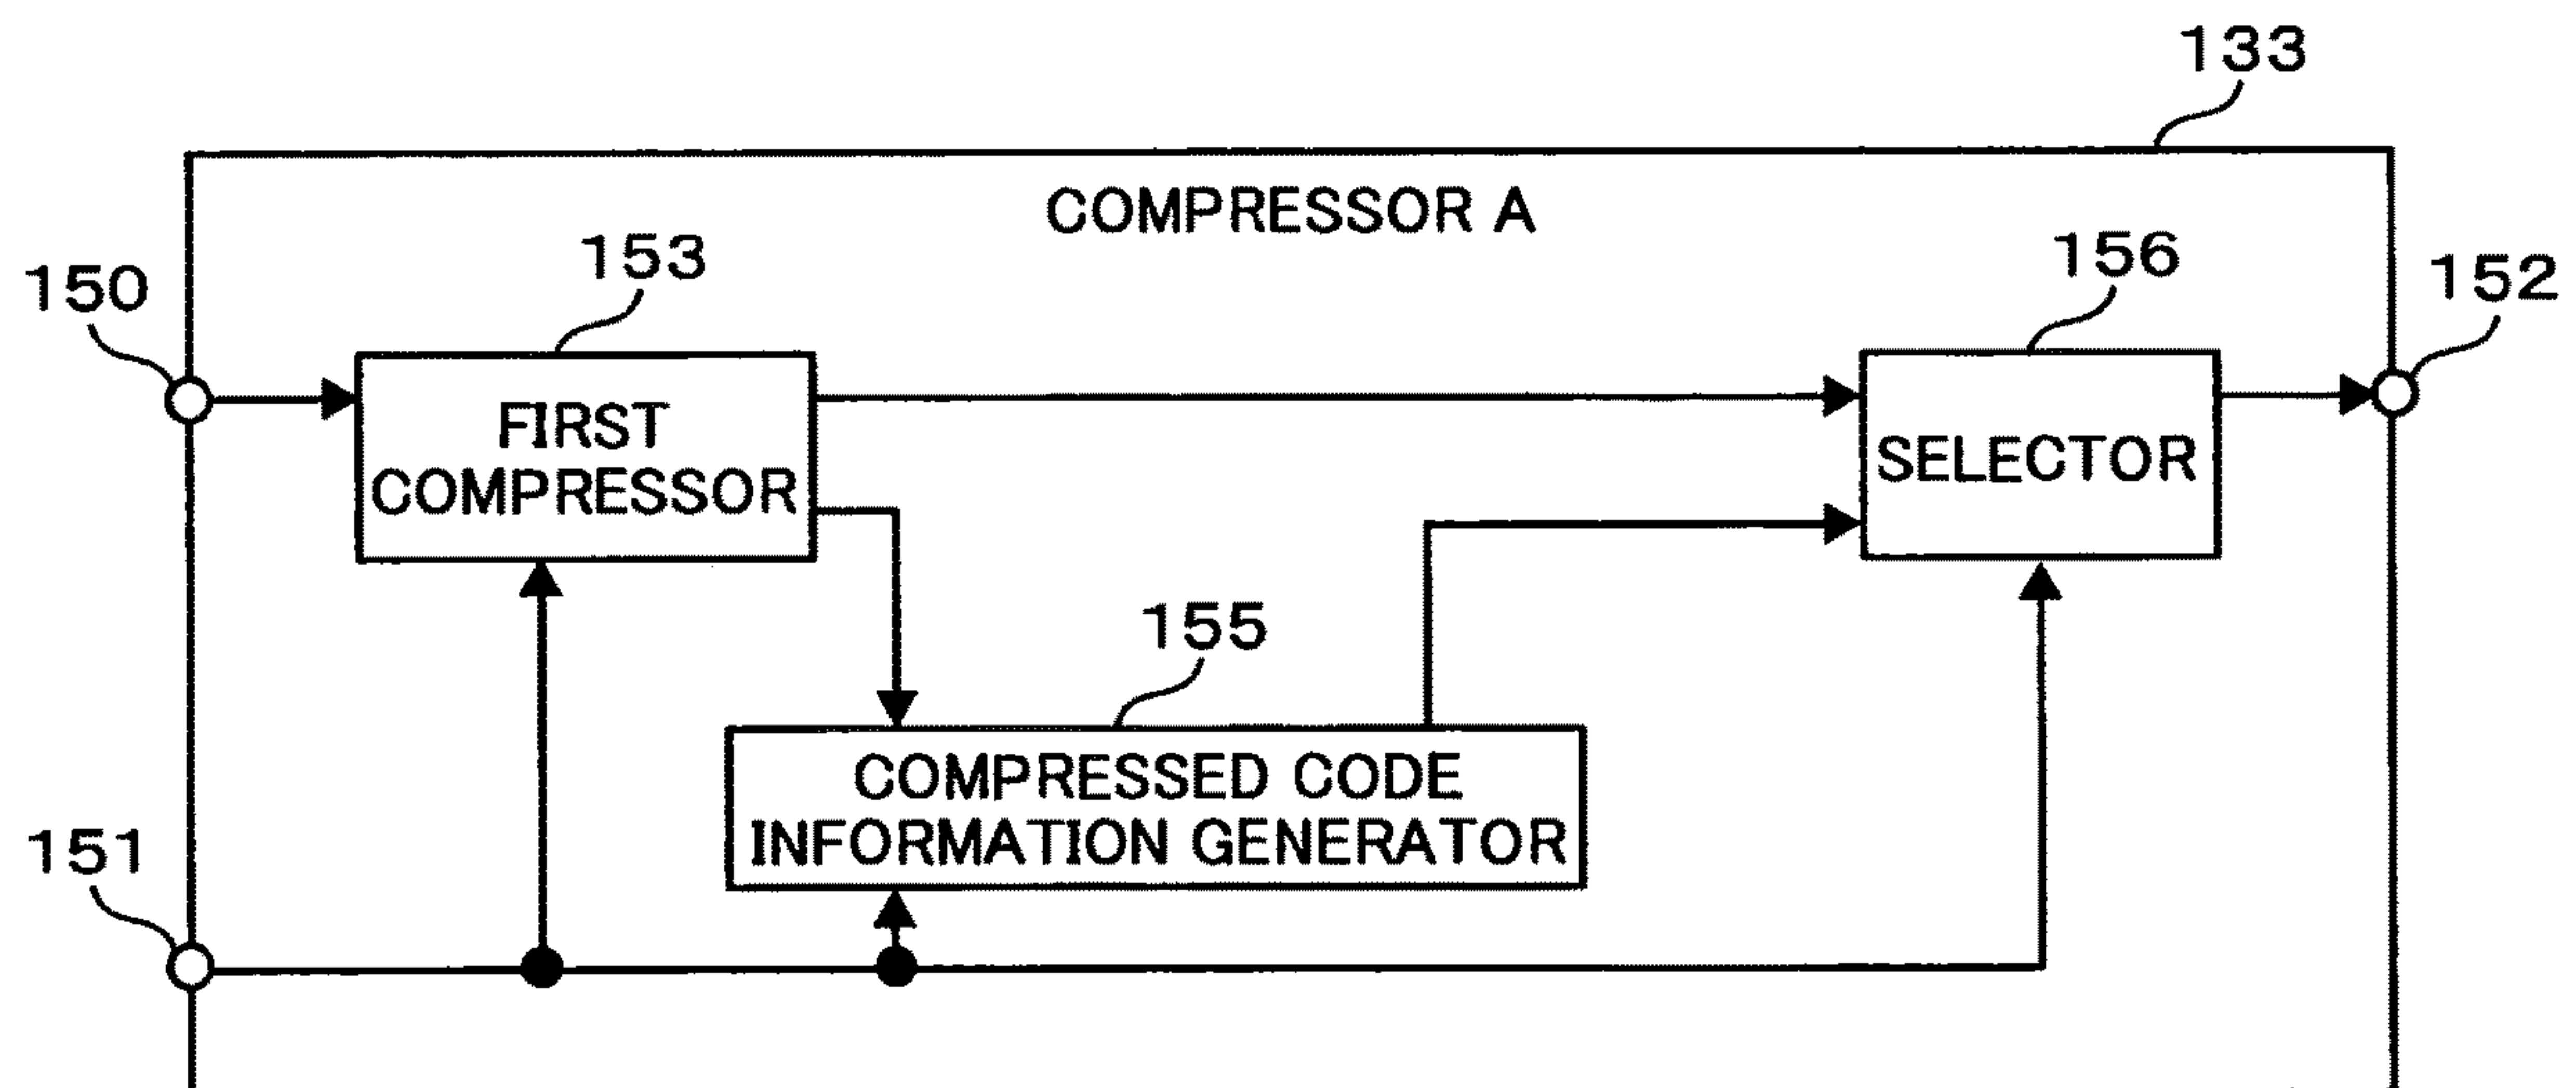 133
COMPRESSOR A
153
156
150
152
FIRST
COMPRESSOR
SELECTOR
155
COMPRESSED CODE
INFORMATION GENERATOR
151